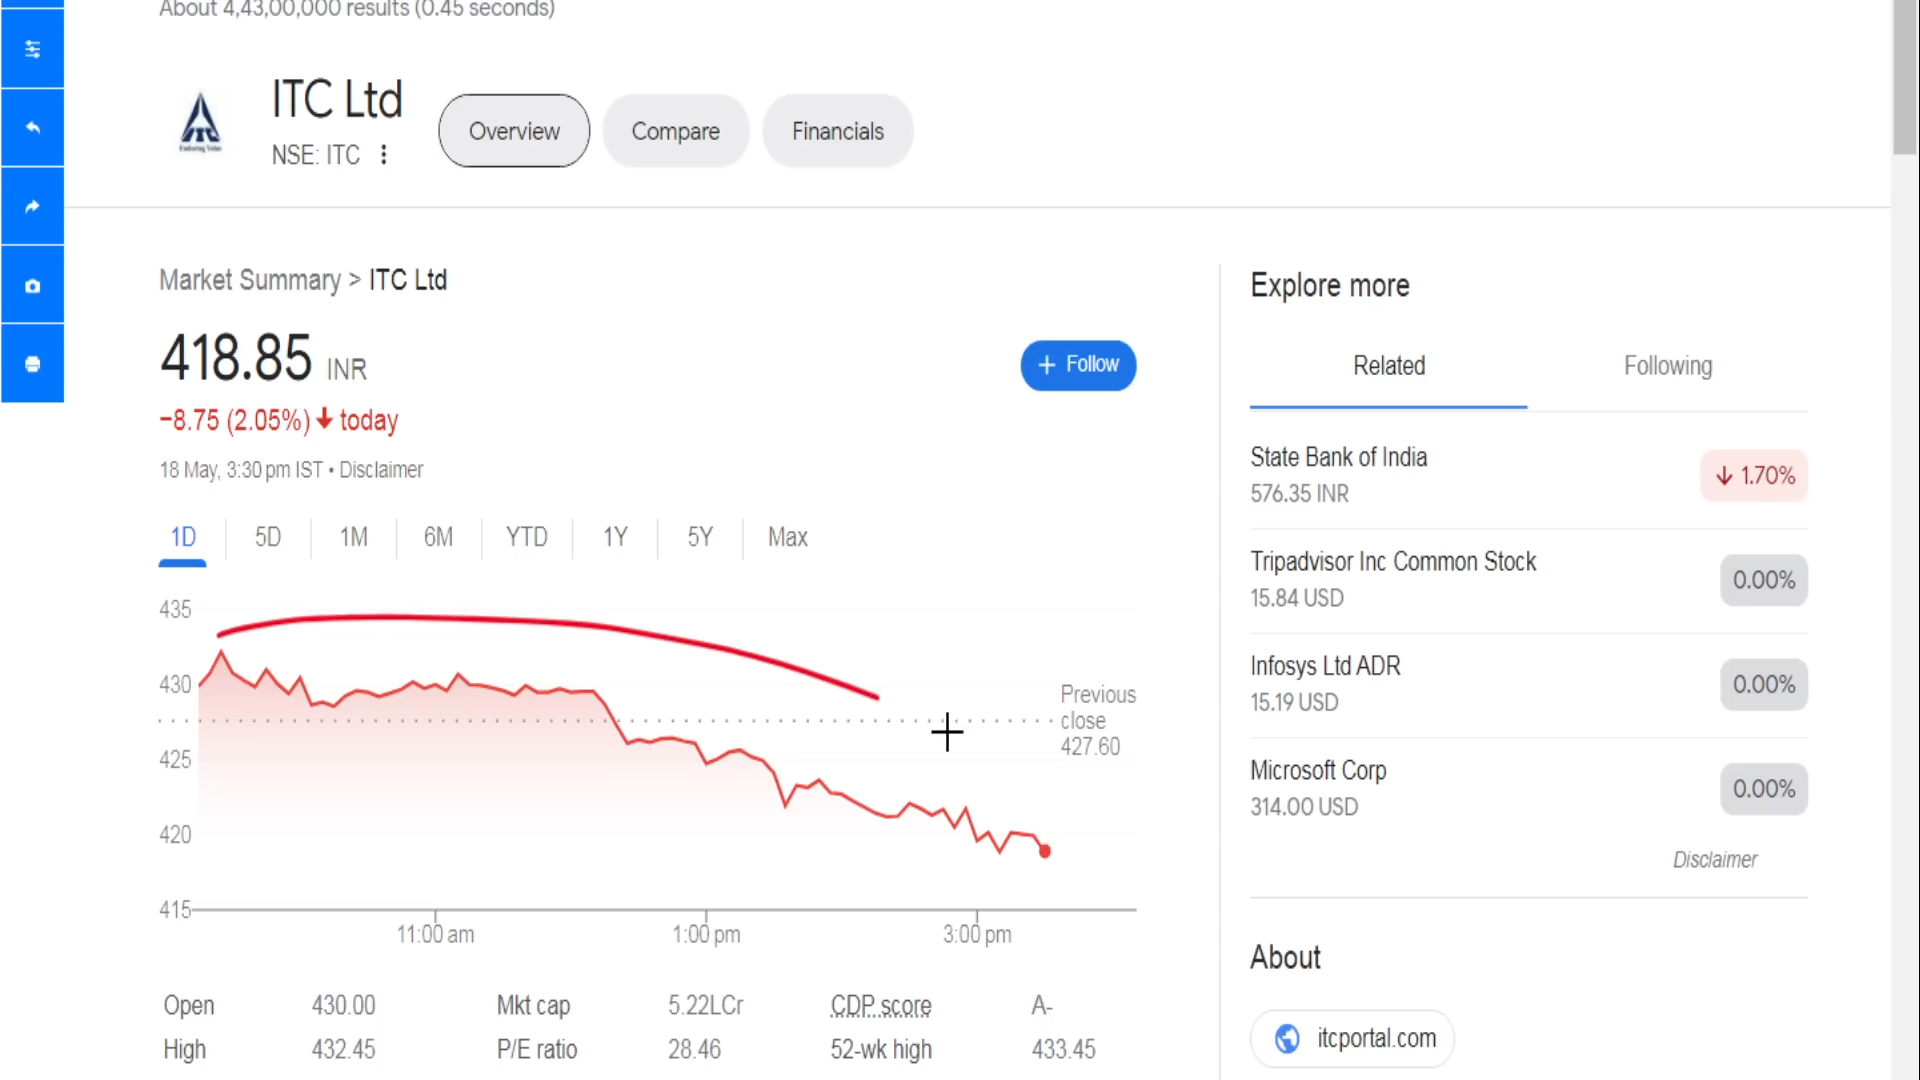 About 4,43,00,000 results (0.45 seconds)
ITC Ltd
NSE: ITC
Overview
Compare
Financials
ITC
Market Summary > ITC Ltd
418.85 INR
−8.75 (2.05%) today
18 May, 3:30 pm IST • Disclaimer
+ Follow
1D 5D 1M 6M YTD 1Y 5Y Max
435
430
425
420
415
Previous
close
427.60
11:00 am 1:00 pm 3:00 pm
Open 430.00 Mkt cap 5.22LCr CDP score A-
High 432.45 P/E ratio 28.46 52-wk high 433.45
Explore more
Related Following
State Bank of India
576.35 INR
1.70%
Tripadvisor Inc Common Stock
15.84 USD
0.00%
Infosys Ltd ADR
15.19 USD
0.00%
Microsoft Corp
314.00 USD
0.00%
Disclaimer
About
itcportal.com